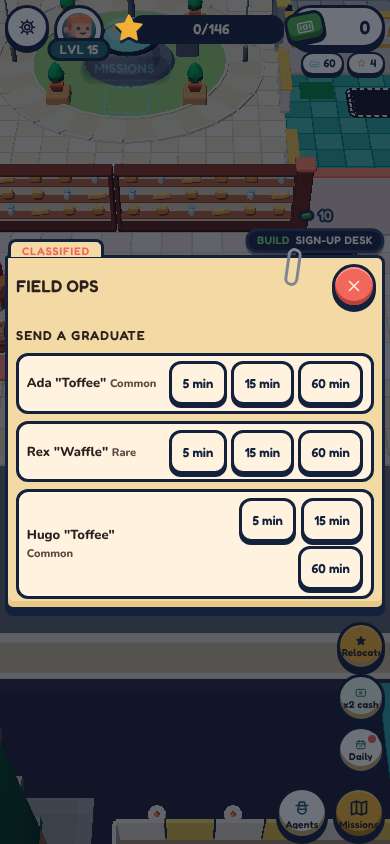 0/146
0
LVL 15
MISSIONS
60
4
10
BUILD SIGN-UP DESK
CLASSIFIED
FIELD OPS
SEND A GRADUATE
Ada "Toffee" Common
5 min
15 min
60 min
Rex "Waffle" Rare
5 min
15 min
60 min
Hugo "Toffee"
Common
5 min
15 min
60 min
Relocate
x2 cash
Daily
Agents
Missions